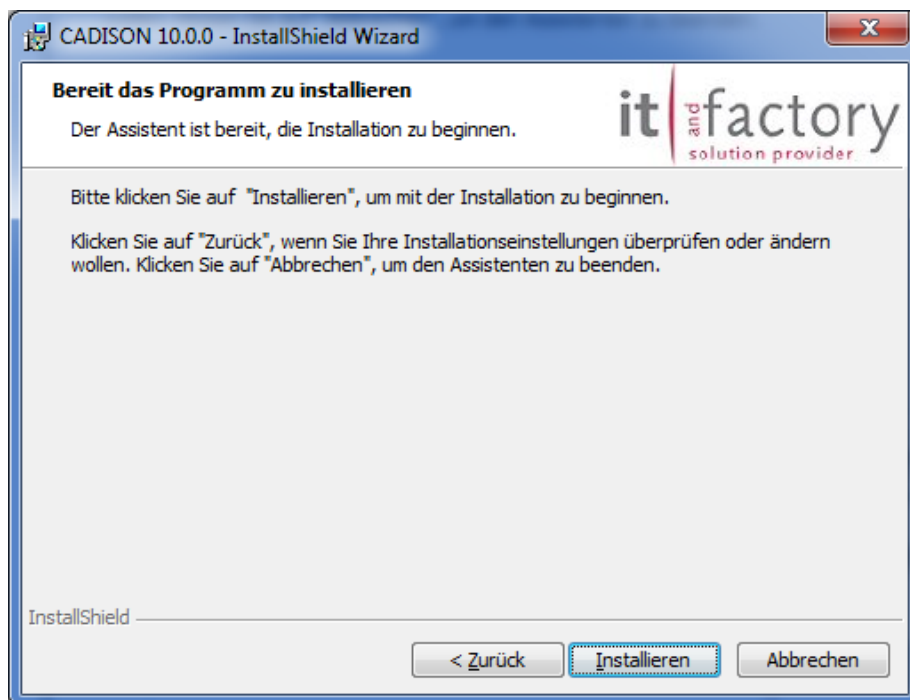 CADISON 10.0.0 - InstallShield Wizard
Bereit das Programm zu installieren
Der Assistent ist bereit, die Installation zu beginnen.
it and factory
solution provider
Bitte klicken Sie auf "Installieren", um mit der Installation zu beginnen.
Klicken Sie auf "Zurück", wenn Sie Ihre Installationseinstellungen überprüfen oder ändern
wollen. Klicken Sie auf "Abbrechen", um den Assistenten zu beenden.
InstallShield
< Zurück
Installieren
Abbrechen